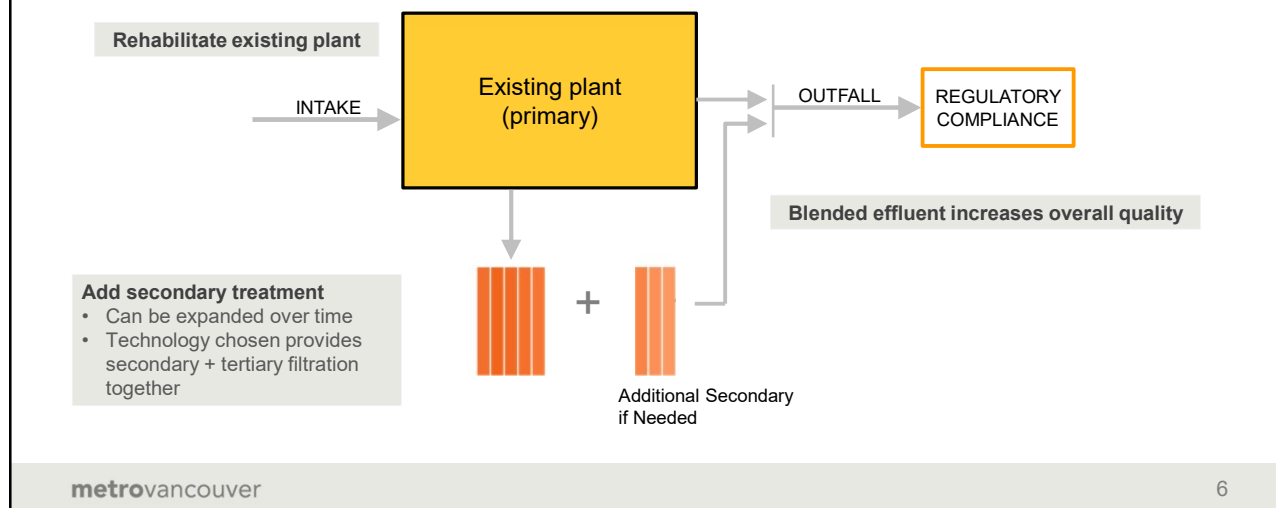 Rehabilitate existing plant
INTAKE
Existing plant
(primary)
OUTFALL
REGULATORY
COMPLIANCE
Blended effluent increases overall quality
Add secondary treatment
• Can be expanded over time
• Technology chosen provides
secondary + tertiary filtration
together
+
Additional Secondary
if Needed
metrovancouver
6